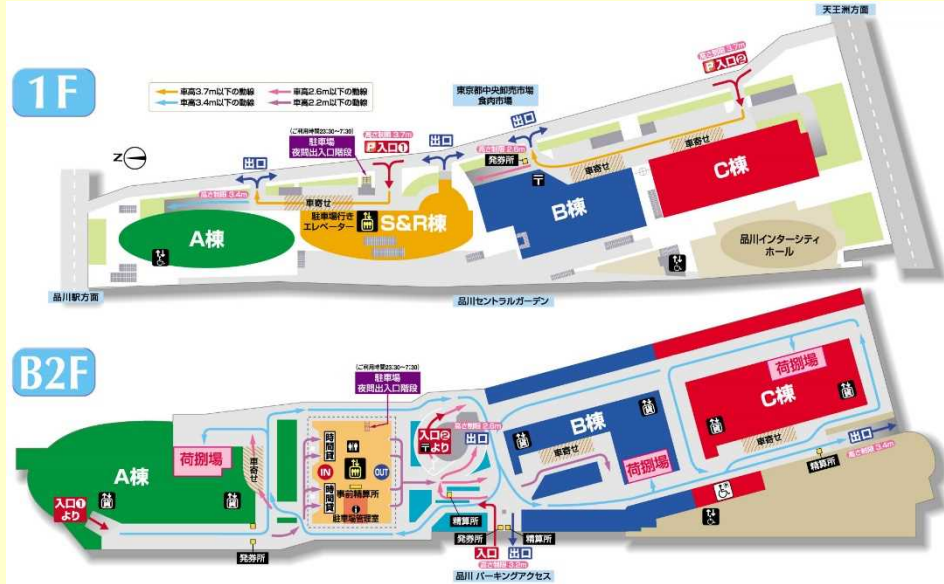 天王洲方面
1F
車高3.7m以下の動線
車高2.6m以下の動線
車高3.4m以下の動線
車高2.2m以下の動線
高さ制限 3.7m
P 入口②
東京都中央卸売市場
食肉市場
出口
(ご利用時間23:30~7:30)
駐車場
夜間出入口階段
高さ制限 3.7m
P 入口①
出口
高さ制限 2.6m
発券所
車寄せ
C棟
Z
出口
高さ制限 3.4m
車寄せ
〒
車寄せ
B棟
駐車場行き
エレベーター
S&R棟
A棟
品川インターシティ
ホール
品川駅方面
品川セントラルガーデン
B2F
(ご利用時間23:30~7:30)
駐車場
夜間出入口階段
荷捌場
C棟
入口②
〒より
高さ制限 2.6m
出口
B棟
車寄せ
車寄せ
出口
高さ制限 3.4m
荷捌場
A棟
荷捌場
車寄せ
時間貸
IN
OUT
事前精算所
時間貸
駐車場管理室
精算所
入口①
より
精算所
発券所
発券所
精算所
入口
出口
高さ制限 3.2m
品川 パーキングアクセス